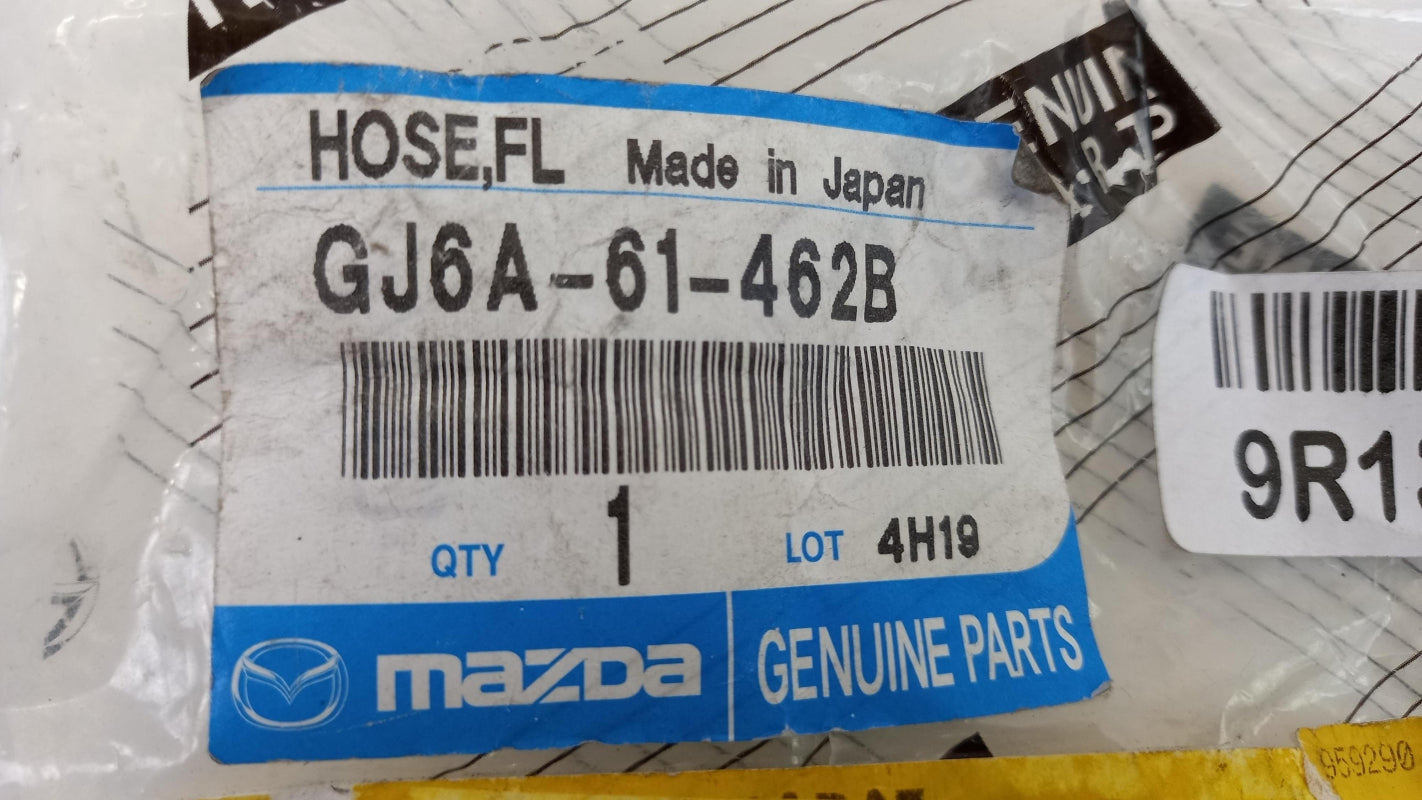 HOSE,FL Made in Japan
GJ6A-61-462B
QTY 1 LOT 4H19
mazda GENUINE PARTS
9R1
959290